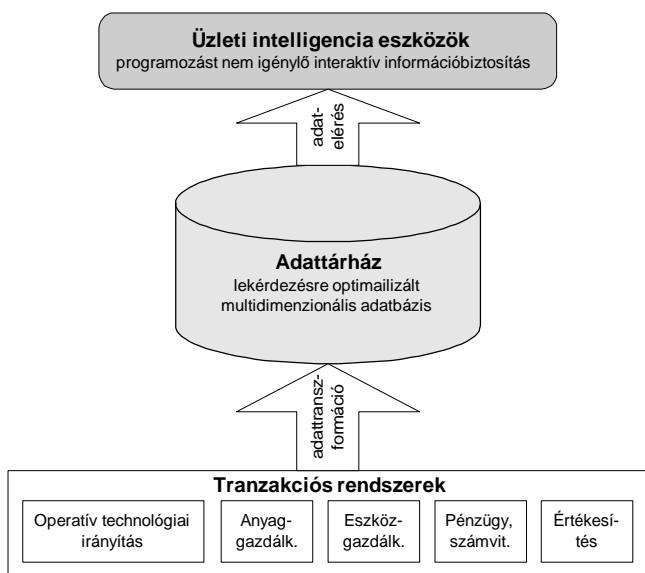 Üzleti intelligencia eszközök
programozást nem igénylő interaktív információbiztosítás
adat-
elérés
Adattárház
lekérdezésre optimailizált
multidimenzionális adatbázis
adattransz-
formáció
Tranzakciós rendszerek
Operatív technológiai
irányítás
Anyag-
gazdálk.
Eszköz-
gazdálk.
Pénzügy,
számvit.
Értékesí-
tés